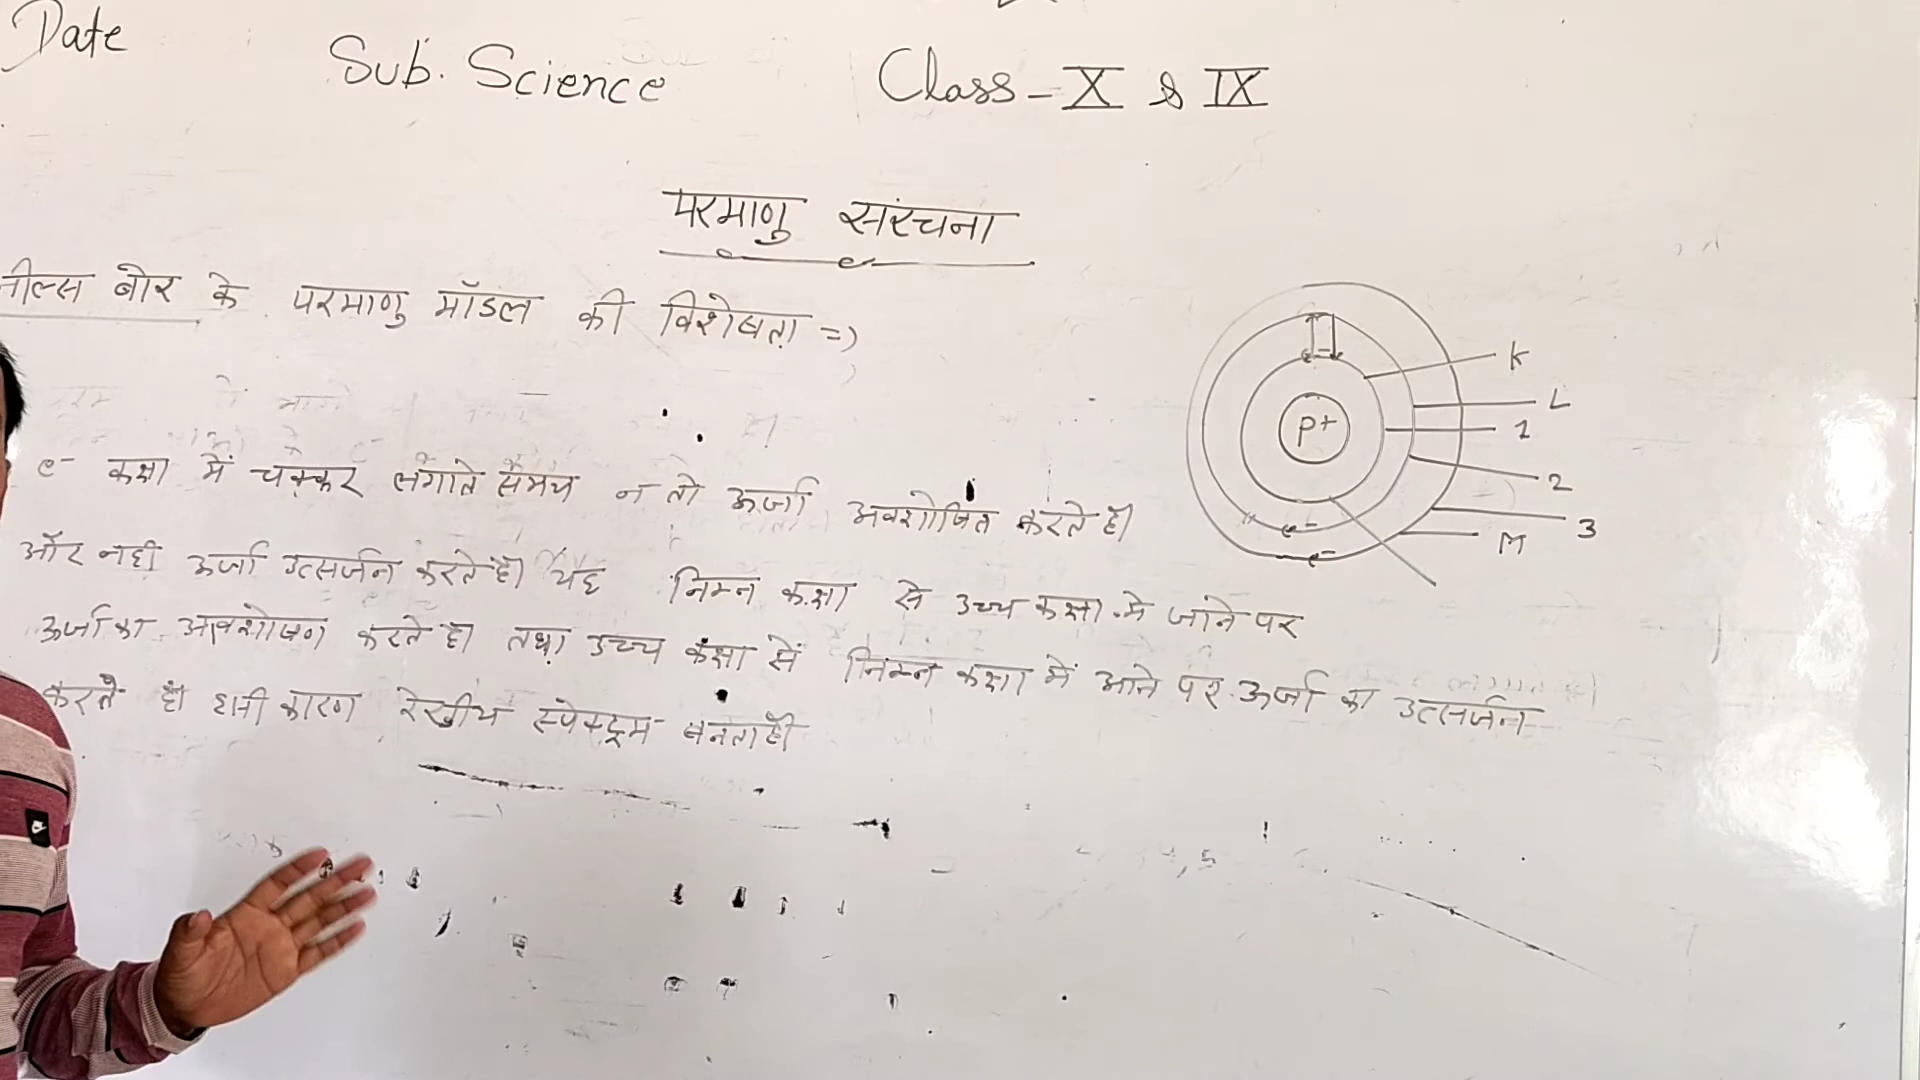 Date
Sub. Science
Class - X & IX
परमाणु संरचना
नील्स बोर के परमाणु मॉडल की विशेषता =>
e- कक्षा में चक्कर लगाते समय न तो ऊर्जा अवशोषित करते है।
और नही ऊर्जा उत्सर्जन करते है। यह निम्न कक्षा से उच्च कक्षा मे जाने पर
ऊर्जा का अवशोषण करते है। तथा उच्च कक्षा से निम्न कक्षा में आने पर ऊर्जा का उत्सर्जन
करते है कारण रेखीय स्पेक्ट्रम बनता है।
K
L
P+
1
2
3
M
e-
e-
e-